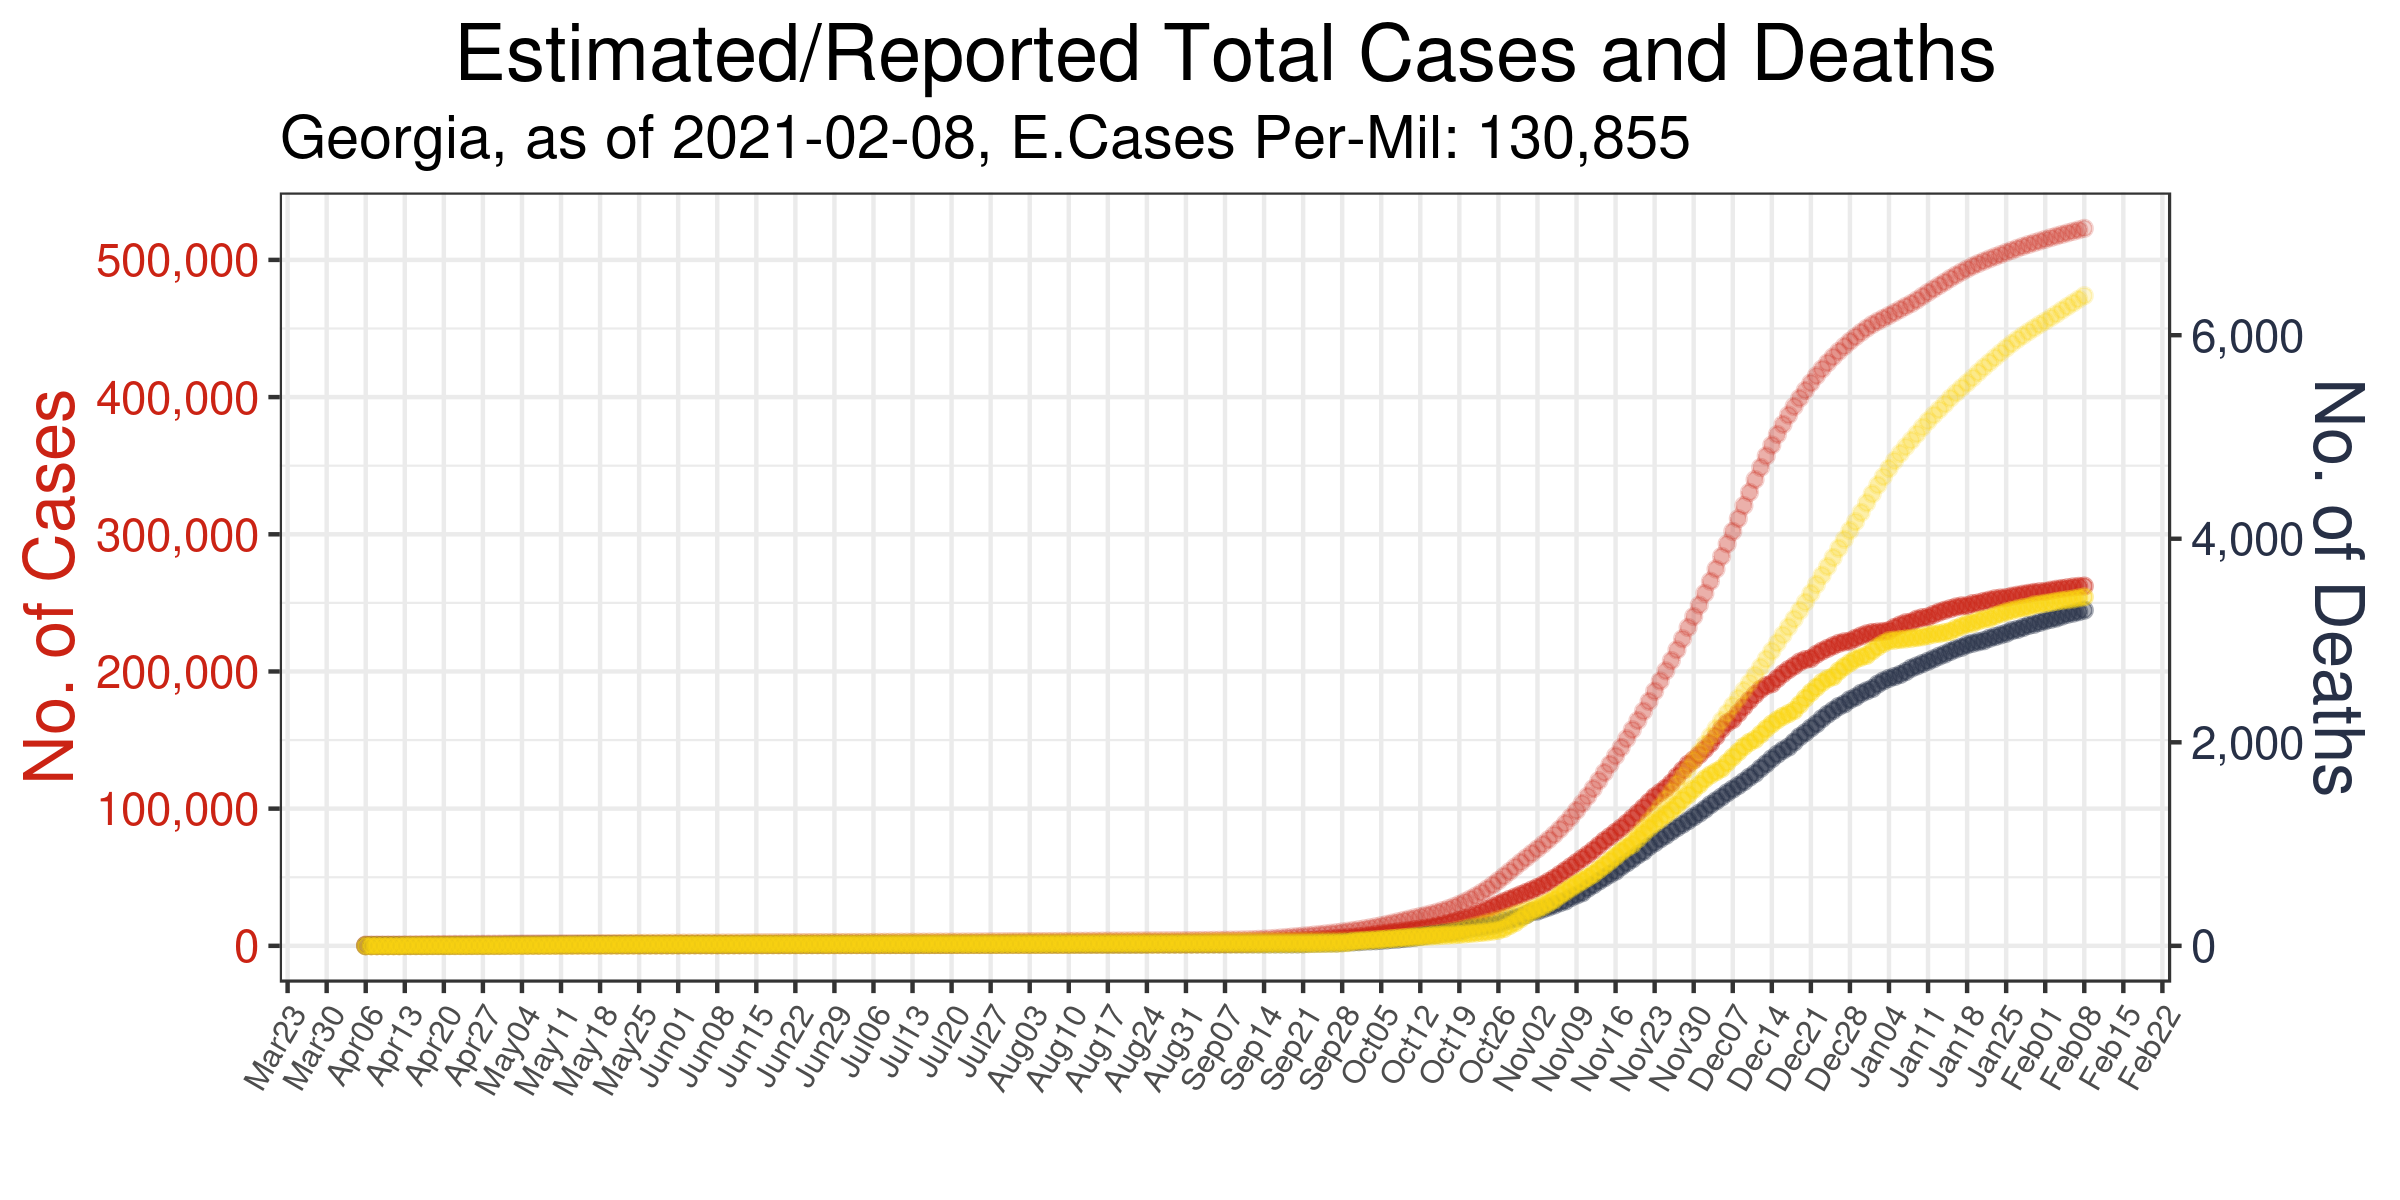 Estimated/Reported Total Cases and Deaths
Georgia, as of 2021-02-08, E.Cases Per-Mil: 130,855
No. of Cases
500,000
400,000
300,000
200,000
100,000
0
No. of Deaths
6,000
4,000
2,000
0
Mar23
Mar30
Apr06
Apr13
Apr20
Apr27
May04
May11
May18
May25
Jun01
Jun08
Jun15
Jun22
Jun29
Jul06
Jul13
Jul20
Jul27
Aug03
Aug10
Aug17
Aug24
Aug31
Sep07
Sep14
Sep21
Sep28
Oct05
Oct12
Oct19
Oct26
Nov02
Nov09
Nov16
Nov23
Nov30
Dec07
Dec14
Dec21
Dec28
Jan04
Jan11
Jan18
Jan25
Feb01
Feb08
Feb15
Feb22